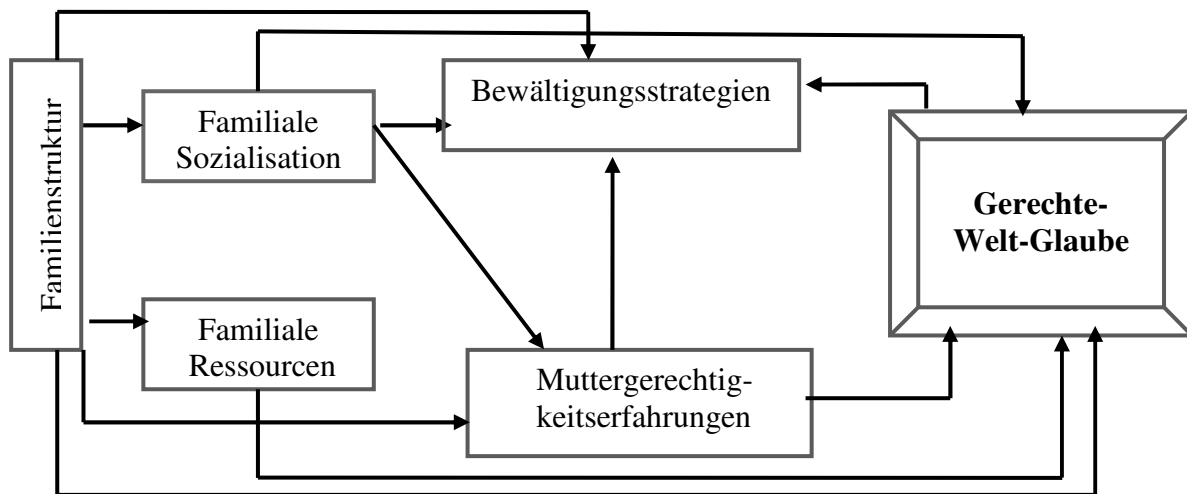 Familienstruktur
Familiale
Sozialisation
Bewältigungsstrategien
Gerechte-
Welt-Glaube
Familiale
Ressourcen
Muttergerechtig-
keitserfahrungen